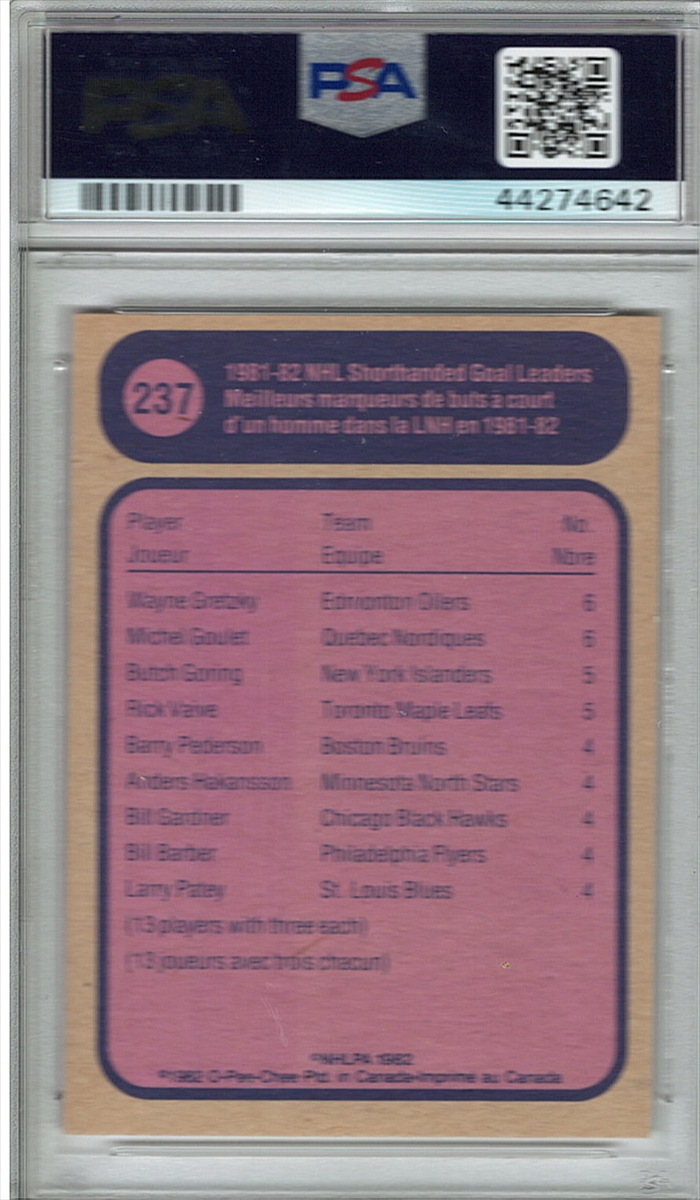 PSA
PSA
44274642
237
1981-82 NHL Shorthanded Goal Leaders
Meilleurs marqueurs de buts à court
d'un homme dans la LNH en 1981-82
Player Team No.
Joueur Equipe Nbre
Wayne Gretzky Edmonton Oilers 6
Michel Goulet Quebec Nordiques 6
Butch Goring New York Islanders 5
Rick Vaive Toronto Maple Leafs 5
Barry Pederson Boston Bruins 4
Anders Hakansson Minnesota North Stars 4
Bill Gardner Chicago Black Hawks 4
Bill Barber Philadelphia Flyers 4
Larry Patey St. Louis Blues 4
(13 players with three each)
(13 joueurs avec trois chacun)
©NHLPA 1982
©1982 O-Pee-Chee Ptd. in Canada-Imprimé au Canada